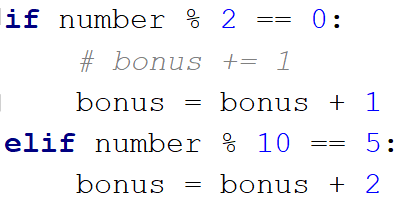 if number % 2 == 0:
# bonus += 1
bonus = bonus + 1
elif number % 10 == 5:
bonus = bonus + 2